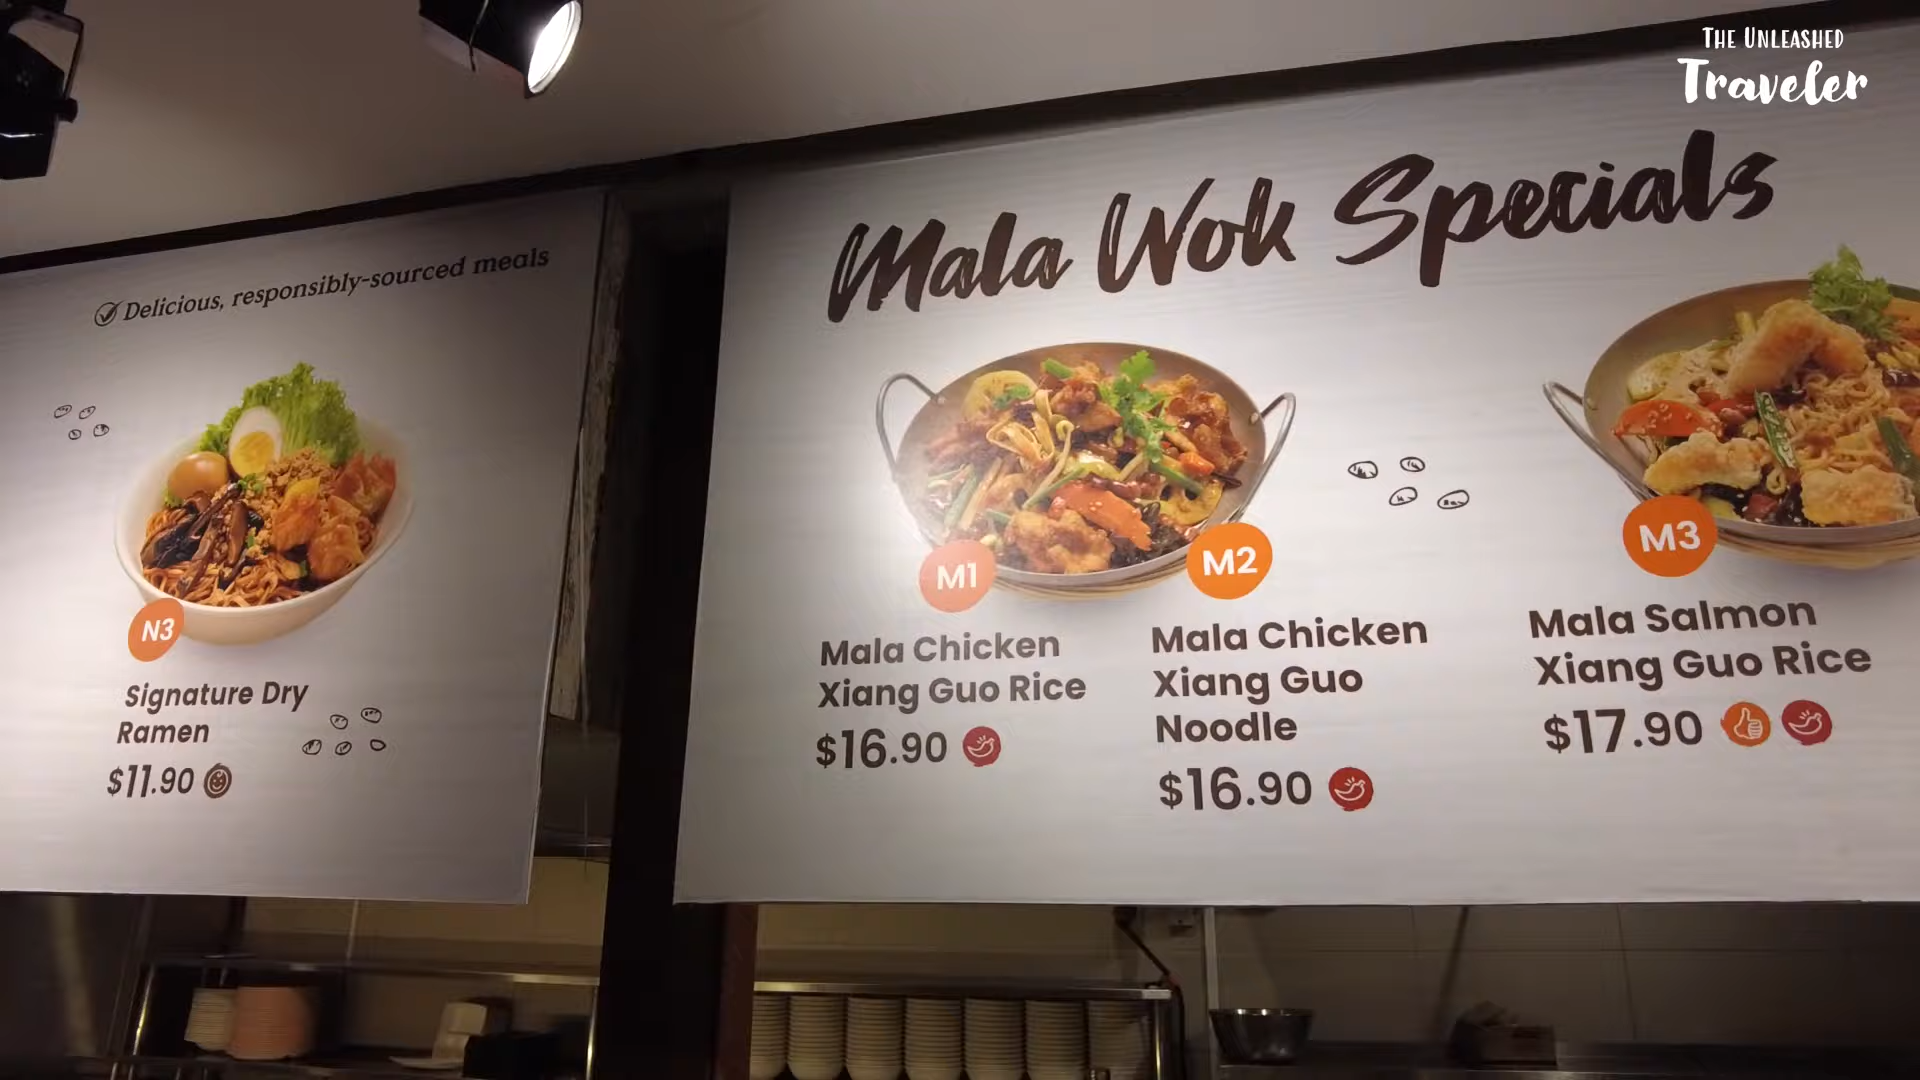 THE UNLEASHED
Traveler
Delicious, responsibly-sourced meals
N3
Signature Dry
Ramen
$11.90
Mala Wok Specials
M1
Mala Chicken
Xiang Guo Rice
$16.90
M2
Mala Chicken
Xiang Guo
Noodle
$16.90
M3
Mala Salmon
Xiang Guo Rice
$17.90